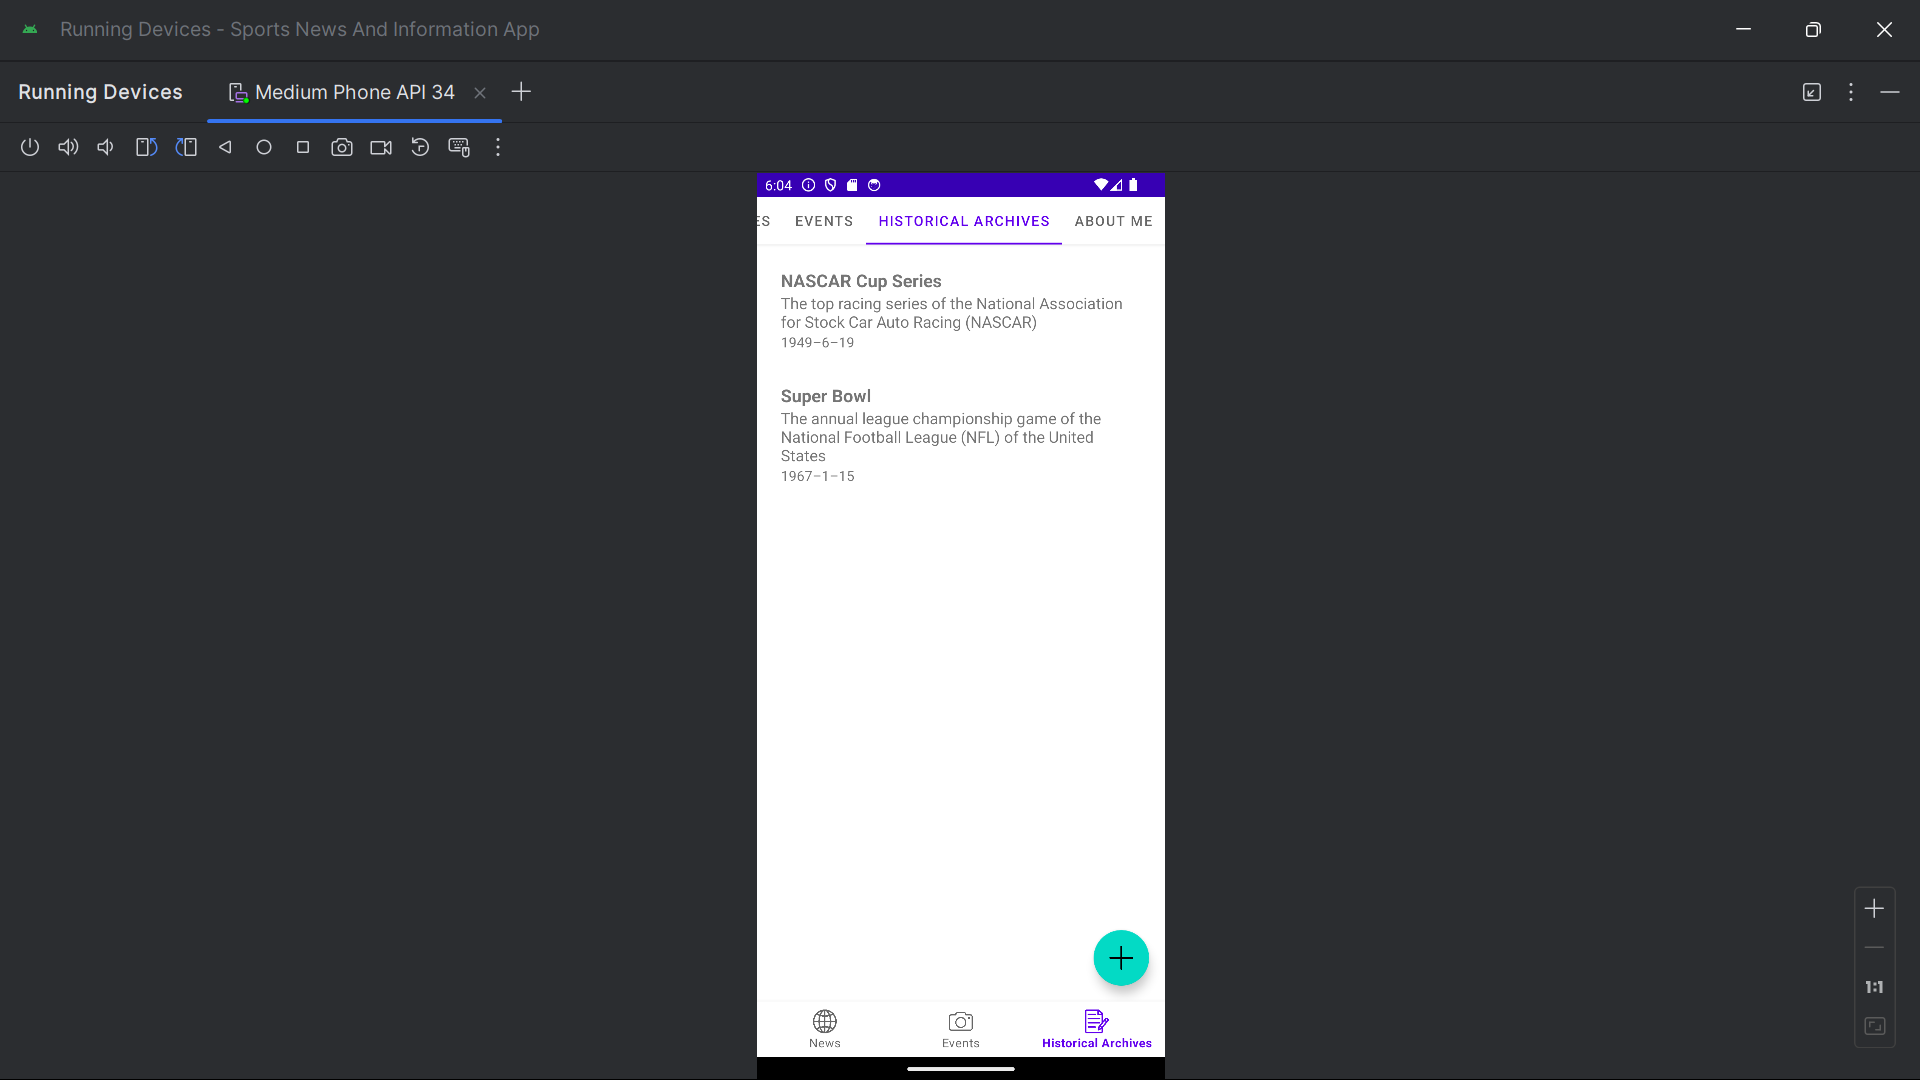 Running Devices - Sports News And Information App
Running Devices
Medium Phone API 34
6:04
ES EVENTS HISTORICAL ARCHIVES ABOUT ME
NASCAR Cup Series
The top racing series of the National Association
for Stock Car Auto Racing (NASCAR)
1949-6-19
Super Bowl
The annual league championship game of the
National Football League (NFL) of the United
States
1967-1-15
1:1
News
Events
Historical Archives